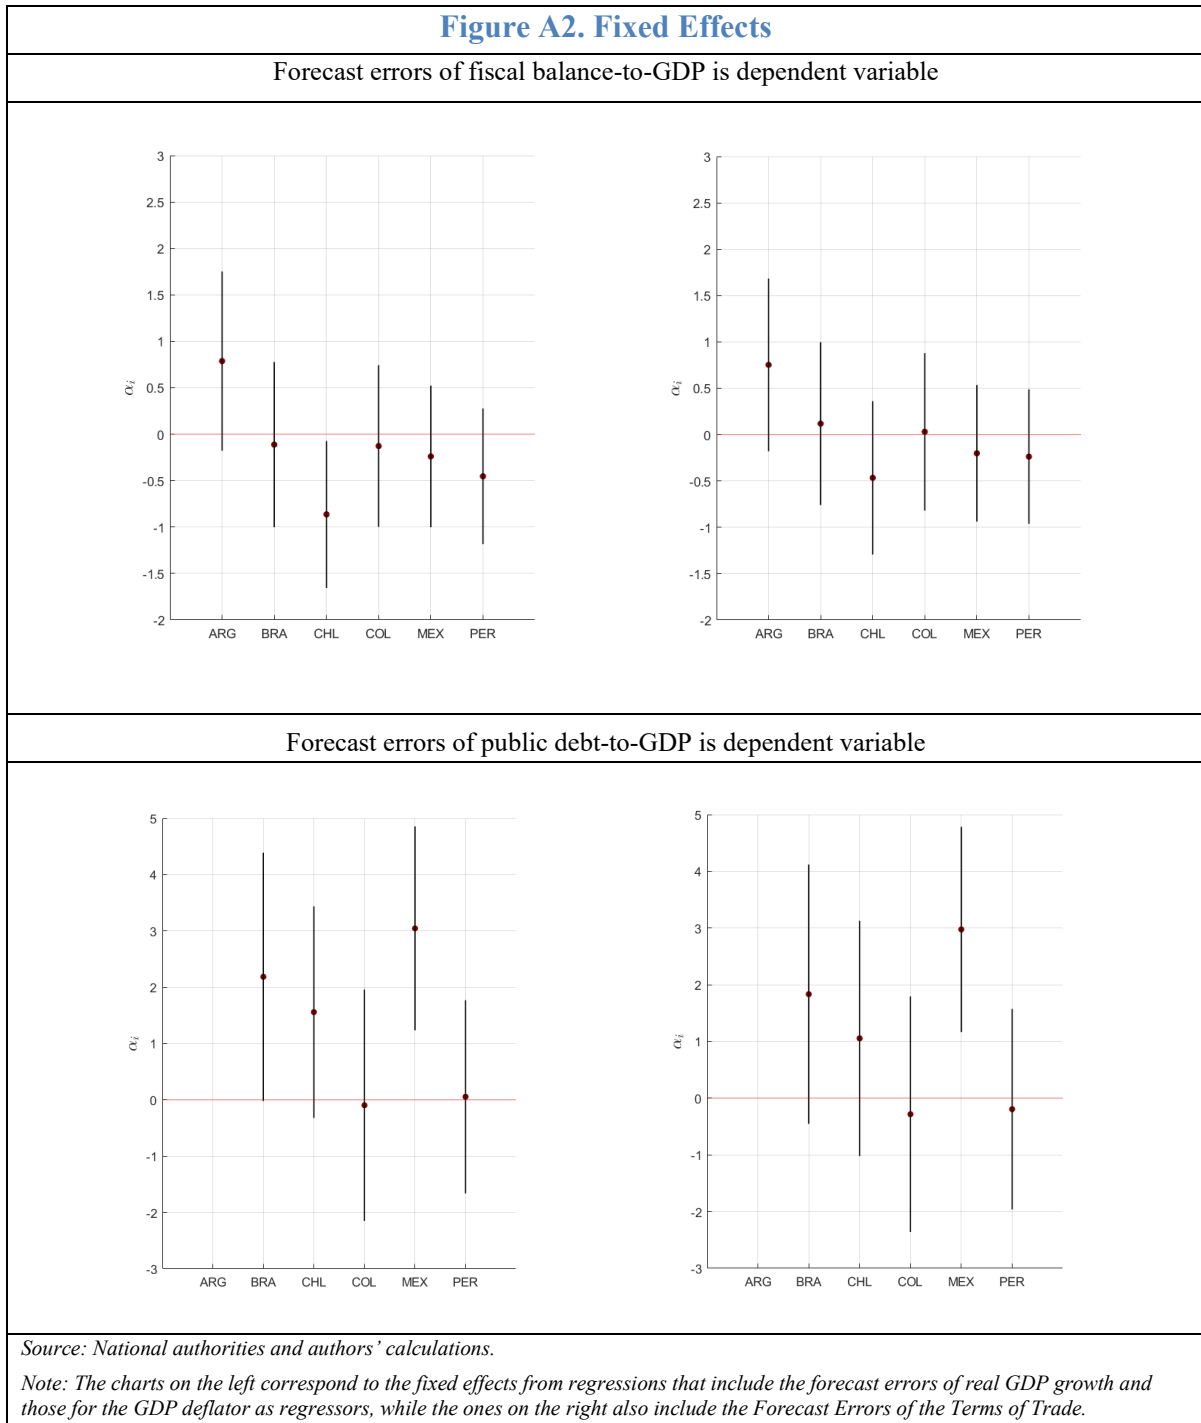 Figure A2. Fixed Effects
Forecast errors of fiscal balance-to-GDP is dependent variable
3
2.5
2
1.5
1
0.5
0
-0.5
-1
-1.5
-2
αi
ARG BRA CHL COL MEX PER
3
2.5
2
1.5
1
0.5
0
-0.5
-1
-1.5
-2
αi
ARG BRA CHL COL MEX PER
Forecast errors of public debt-to-GDP is dependent variable
5
4
3
2
1
0
-1
-2
-3
αi
ARG BRA CHL COL MEX PER
5
4
3
2
1
0
-1
-2
-3
αi
ARG BRA CHL COL MEX PER
Source: National authorities and authors’ calculations.
Note: The charts on the left correspond to the fixed effects from regressions that include the forecast errors of real GDP growth and
those for the GDP deflator as regressors, while the ones on the right also include the Forecast Errors of the Terms of Trade.